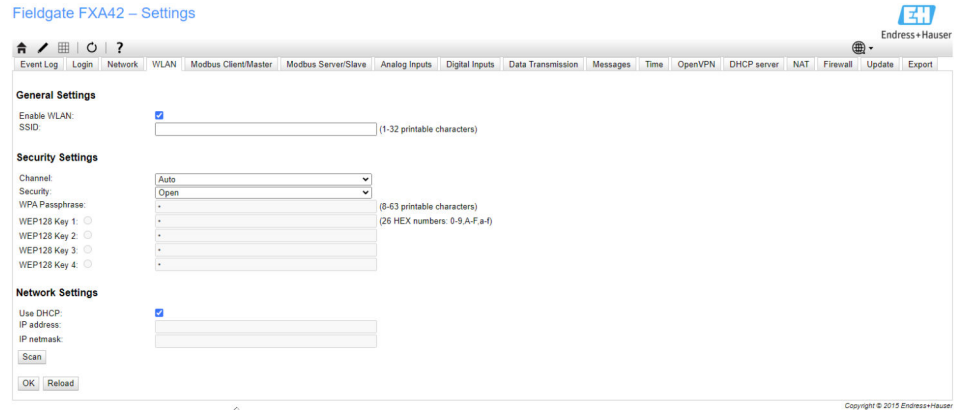 Fieldgate FXA42 – Settings
EH
Endress+Hauser
?
Event Log Login Network WLAN Modbus Client/Master Modbus Server/Slave Analog Inputs Digital Inputs Data Transmission Messages Time OpenVPN DHCP server NAT Firewall Update Export
General Settings
Enable WLAN:
SSID: (1-32 printable characters)
Security Settings
Channel: Auto
Security: Open
WPA Passphrase: • (8-63 printable characters)
WEP128 Key 1: • (26 HEX numbers: 0-9,A-F,a-f)
WEP128 Key 2: •
WEP128 Key 3: •
WEP128 Key 4: •
Network Settings
Use DHCP:
IP address:
IP netmask:
Scan
OK Reload
Copyright © 2015 Endress+Hauser